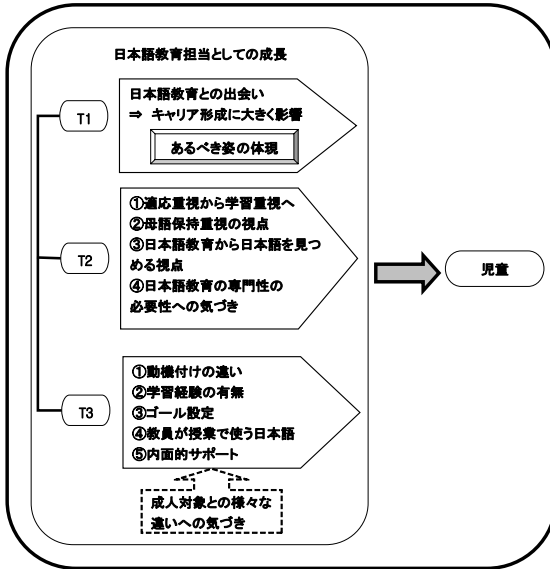 日本語教育担当としての成長
T1
日本語教育との出会い
⇒ キャリア形成に大きく影響
あるべき姿の体現
T2
①適応重視から学習重視へ
②母語保持重視の視点
③日本語教育から日本語を見つ
める視点
④日本語教育の専門性の
必要性への気づき
児童
T3
①動機付けの違い
②学習経験の有無
③ゴール設定
④教員が授業で使う日本語
⑤内面的サポート
成人対象との様々な
違いへの気づき